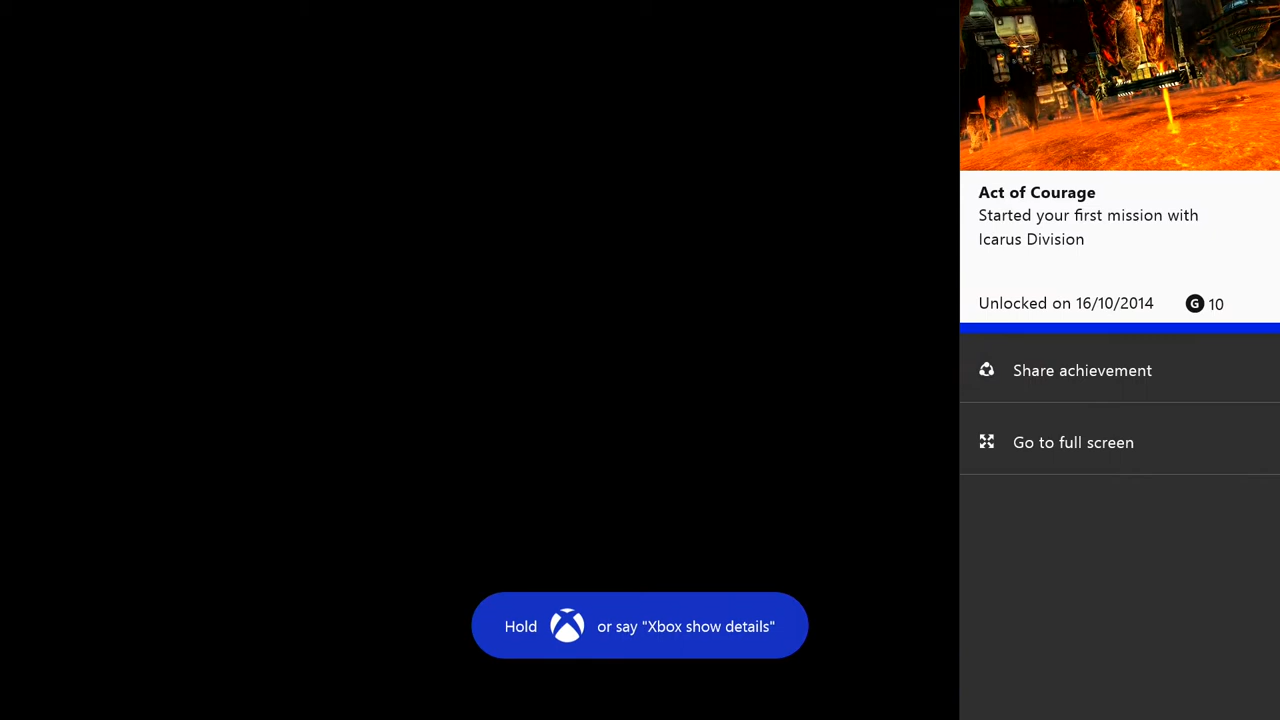 Act of Courage
Started your first mission with
Icarus Division
Unlocked on 16/10/2014 G 10
Share achievement
Go to full screen
Hold or say "Xbox show details"